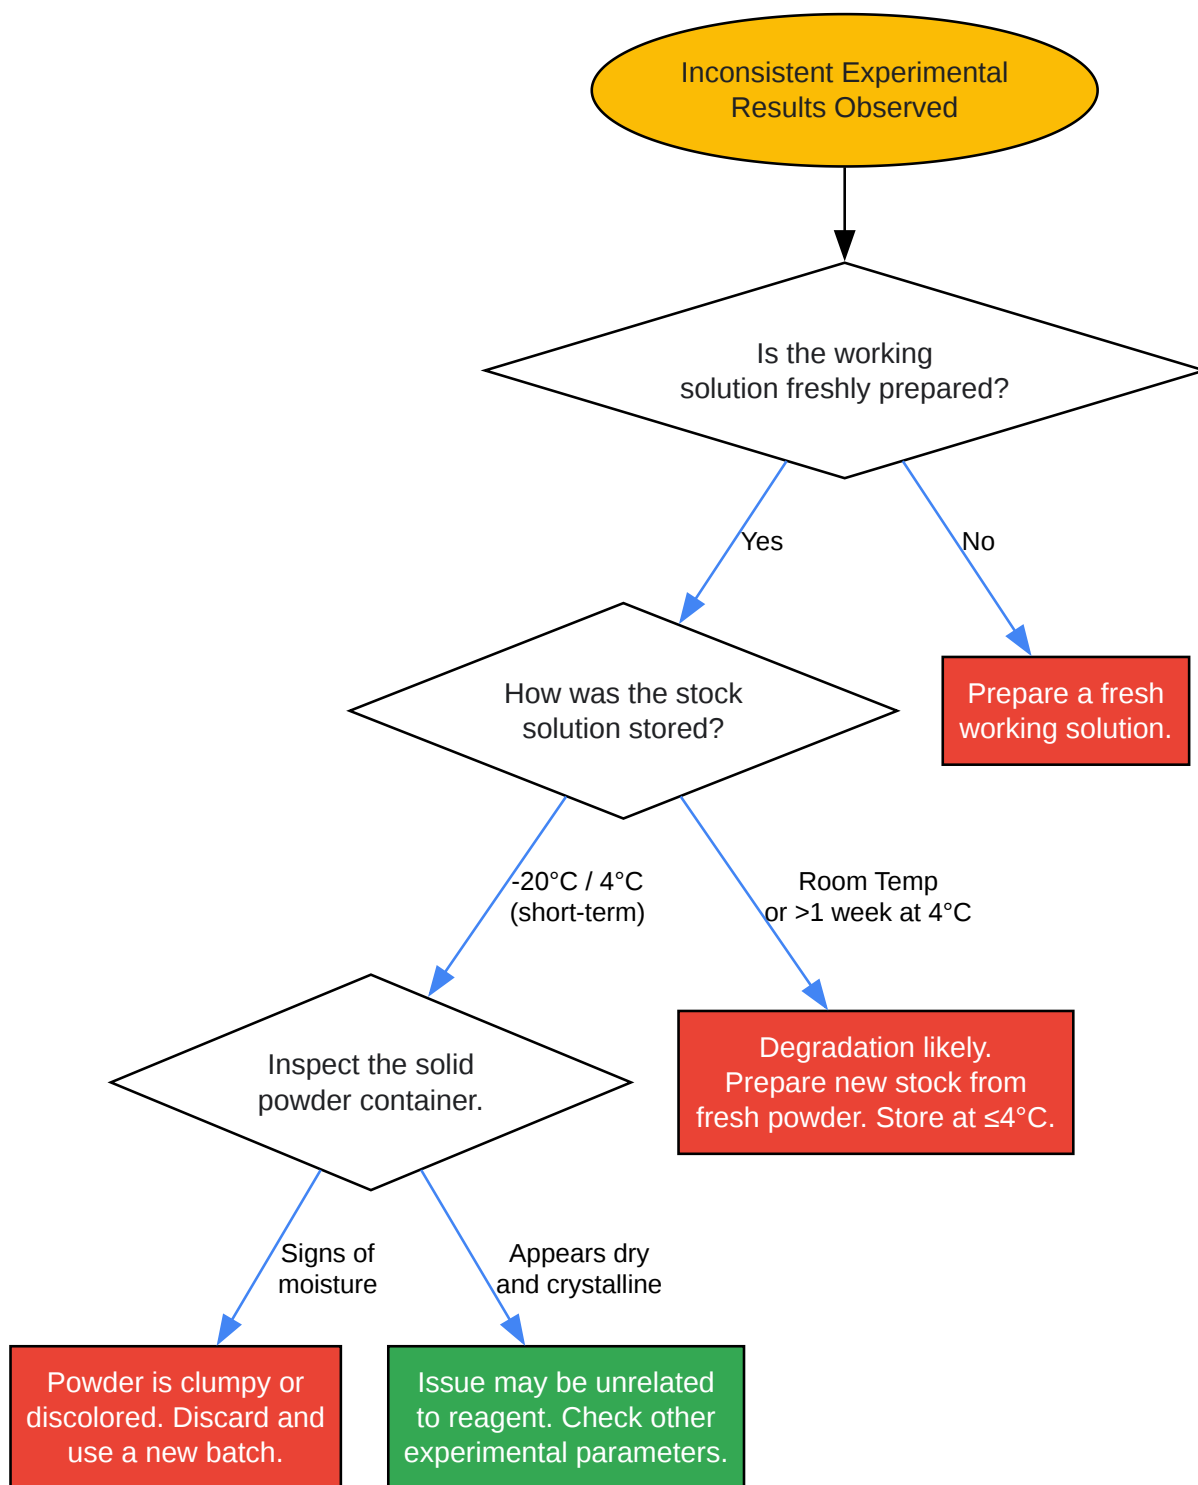 Inconsistent Experimental
Results Observed
Is the working
solution freshly prepared?
Yes
No
How was the stock
solution stored?
Prepare a fresh
working solution.
-20°C / 4°C
(short-term)
Room Temp
or >1 week at 4°C
Inspect the solid
powder container.
Degradation likely.
Prepare new stock from
fresh powder. Store at ≤4°C.
Signs of
moisture
Appears dry
and crystalline
Powder is clumpy or
discolored. Discard and
use a new batch.
Issue may be unrelated
to reagent. Check other
experimental parameters.